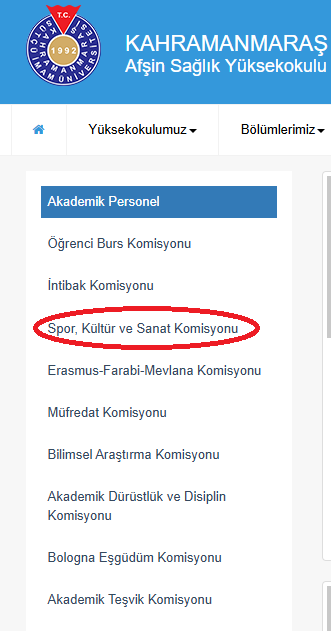 T.C.
KAHRAMANMARAŞ
SÜTÇÜ İMAM ÜNİVERSİTESİ
1992
KAHRAMANMARAŞ
Afşin Sağlık Yüksekokulu
Yüksekokulumuz
Bölümlerimiz
Akademik Personel
Öğrenci Burs Komisyonu
İntibak Komisyonu
Spor, Kültür ve Sanat Komisyonu
Erasmus-Farabi-Mevlana Komisyonu
Müfredat Komisyonu
Bilimsel Araştırma Komisyonu
Akademik Dürüstlük ve Disiplin
Komisyonu
Bologna Eşgüdüm Komisyonu
Akademik Teşvik Komisyonu